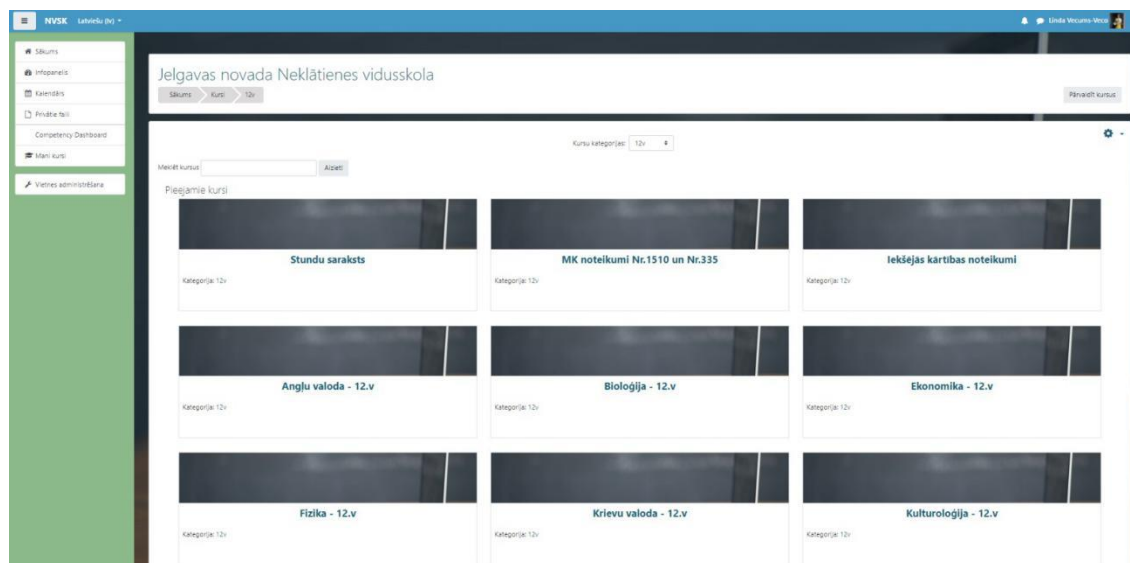 NVSK Latviešu (lv)
Linda Vecums-Veco
Sākums
Infopanelis
Kalendārs
Privātie faili
Competency Dashboard
Mani kursi
Vietnes administrēšana
Jelgavas novada Neklātienes vidusskola
Sākums Kursi 12v
Pārvaldīt kursus
Kursu kategorijas: 12v
Meklēt kursus Aiziet!
Pieejamie kursi
Stundu saraksts
Kategorija: 12v
MK noteikumi Nr.1510 un Nr.335
Kategorija: 12v
Iekšējās kārtības noteikumi
Kategorija: 12v
Angļu valoda - 12.v
Kategorija: 12v
Bioloģija - 12.v
Kategorija: 12v
Ekonomika - 12.v
Kategorija: 12v
Fizika - 12.v
Kategorija: 12v
Krievu valoda - 12.v
Kategorija: 12v
Kulturoloģija - 12.v
Kategorija: 12v